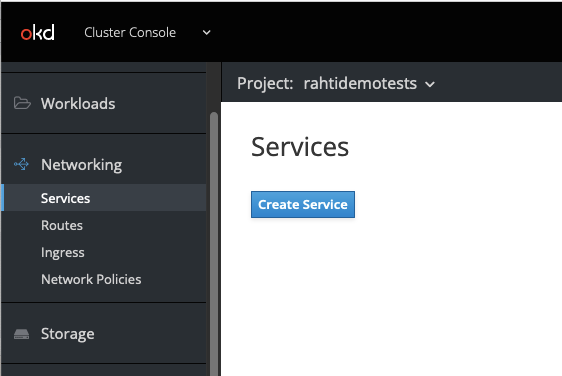 okd
Cluster Console
Project: rahtidemotests
Workloads
Networking
Services
Routes
Ingress
Network Policies
Storage
Services
Create Service